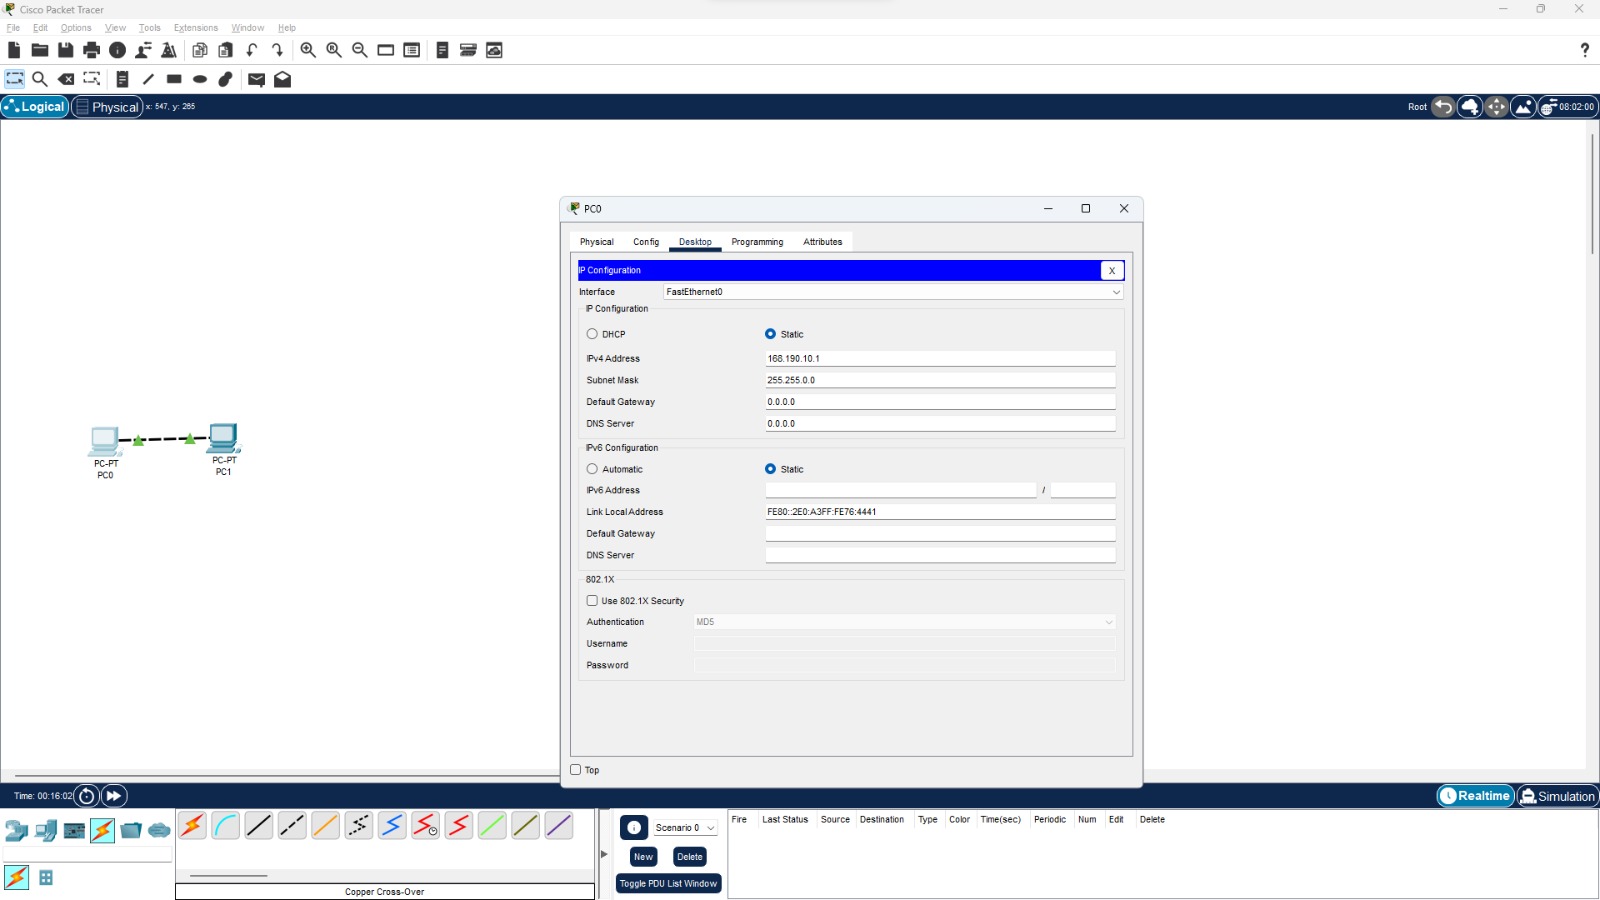 Cisco Packet Tracer
File Edit Options View Tools Extensions Window Help
?
Logical Physical x: 547, y: 265 Root 08:02:00
PC0
Physical Config Desktop Programming Attributes
IP Configuration X
Interface FastEthernet0
IP Configuration
DHCP Static
IPv4 Address 168.190.10.1
Subnet Mask 255.255.0.0
Default Gateway 0.0.0.0
DNS Server 0.0.0.0
IPv6 Configuration
Automatic Static
IPv6 Address /
Link Local Address FE80::2E0:A3FF:FE76:4441
Default Gateway
DNS Server
802.1X
Use 802.1X Security
Authentication MD5
Username
Password
Top
PC-PT
PC0
PC-PT
PC1
Time: 00:16:02 Realtime Simulation
Scenario 0
New Delete
Toggle PDU List Window
Fire Last Status Source Destination Type Color Time(sec) Periodic Num Edit Delete
Copper Cross-Over